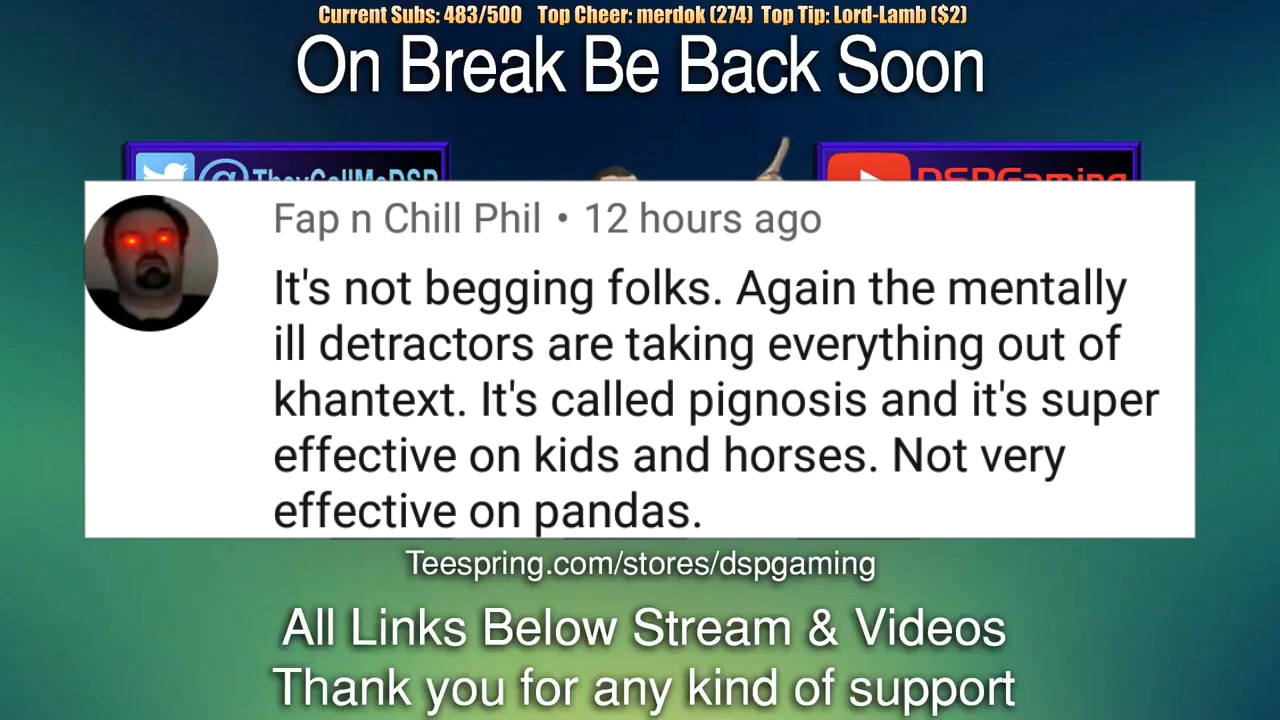 Current Subs: 483/500 Top Cheer: merdok (274) Top Tip: Lord-Lamb ($2)
On Break Be Back Soon
@TheyCallMeDSP
DSPGaming
Fap n Chill Phil • 12 hours ago
It's not begging folks. Again the mentally
ill detractors are taking everything out of
khantext. It's called pignosis and it's super
effective on kids and horses. Not very
effective on pandas.
Teespring.com/stores/dspgaming
All Links Below Stream & Videos
Thank you for any kind of support